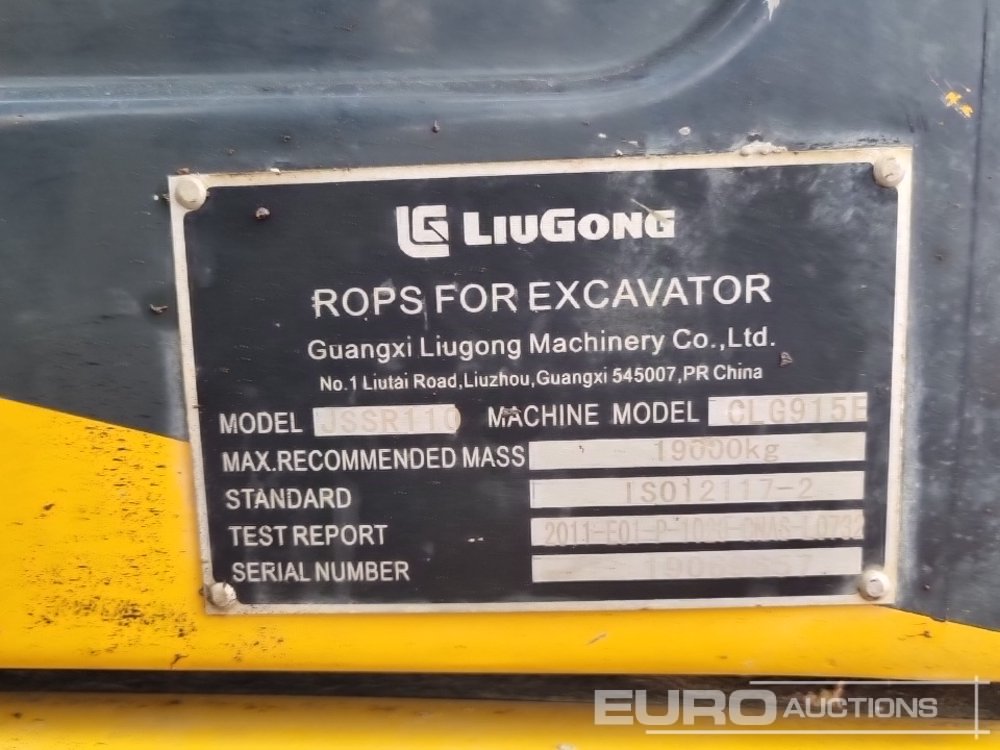 LG LIUGONG
ROPS FOR EXCAVATOR
Guangxi Liugong Machinery Co.,Ltd.
No.1 Liutai Road,Liuzhou,Guangxi 545007,PR China
MODEL JSSR110 MACHINE MODEL CLG915E
MAX.RECOMMENDED MASS 19000kg
STANDARD ISO12117-2
TEST REPORT
SERIAL NUMBER
EURO AUCTIONS